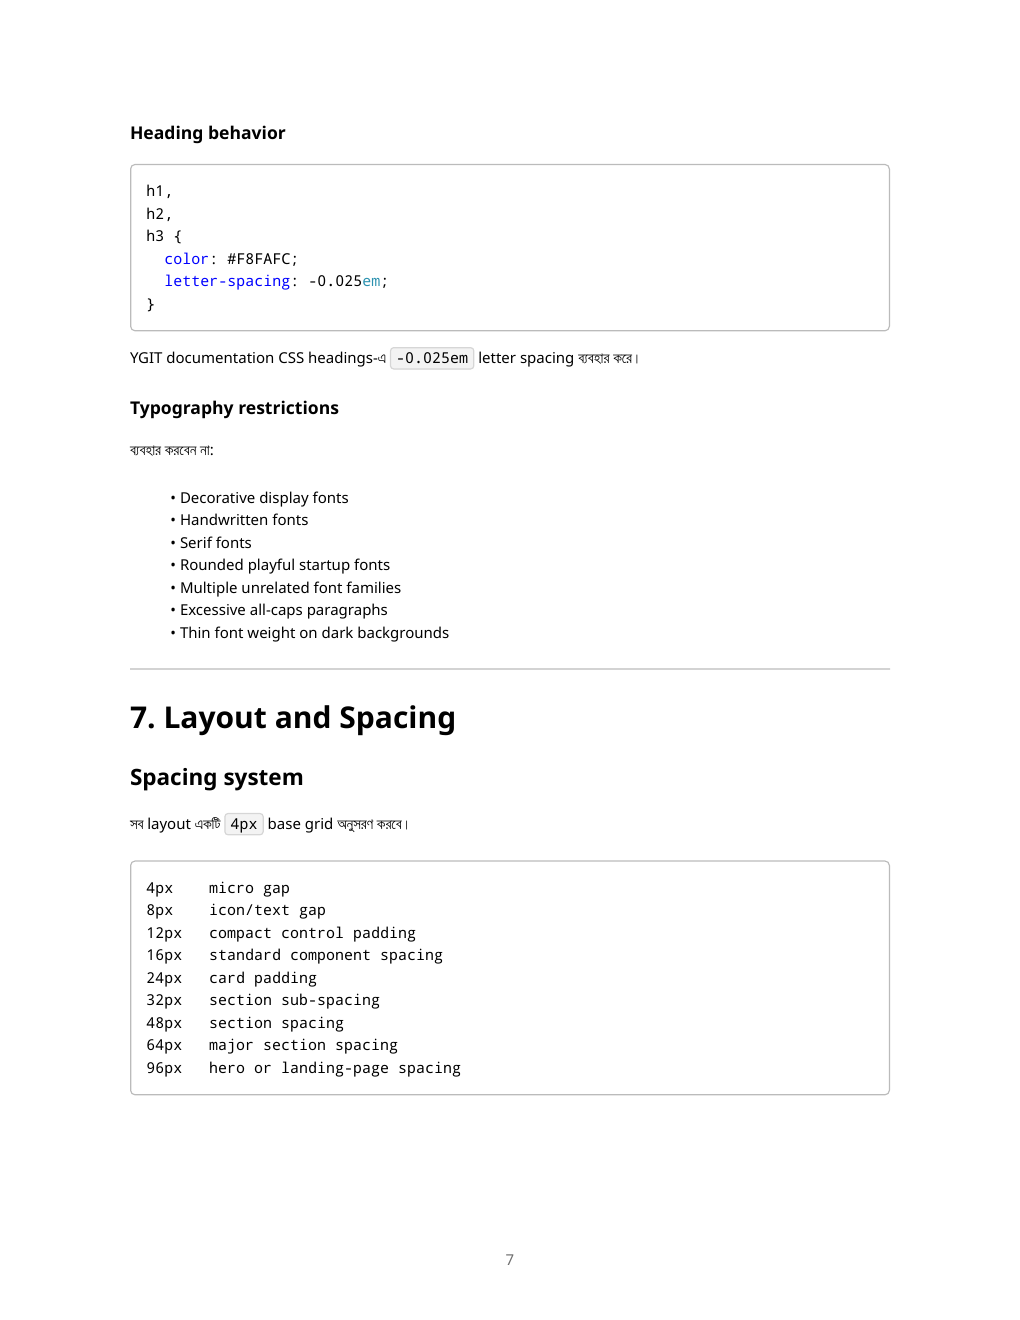 Heading behavior
h1,
h2,
h3 {
  color: #F8FAFC;
  letter-spacing: -0.025em;
}
YGIT documentation CSS headings-এ -0.025em letter spacing ব্যবহার করে।
Typography restrictions
ব্যবহার করবেন না:
• Decorative display fonts
• Handwritten fonts
• Serif fonts
• Rounded playful startup fonts
• Multiple unrelated font families
• Excessive all-caps paragraphs
• Thin font weight on dark backgrounds
7. Layout and Spacing
Spacing system
সব layout একটি 4px base grid অনুসরণ করবে।
4px    micro gap
8px    icon/text gap
12px   compact control padding
16px   standard component spacing
24px   card padding
32px   section sub-spacing
48px   section spacing
64px   major section spacing
96px   hero or landing-page spacing
7